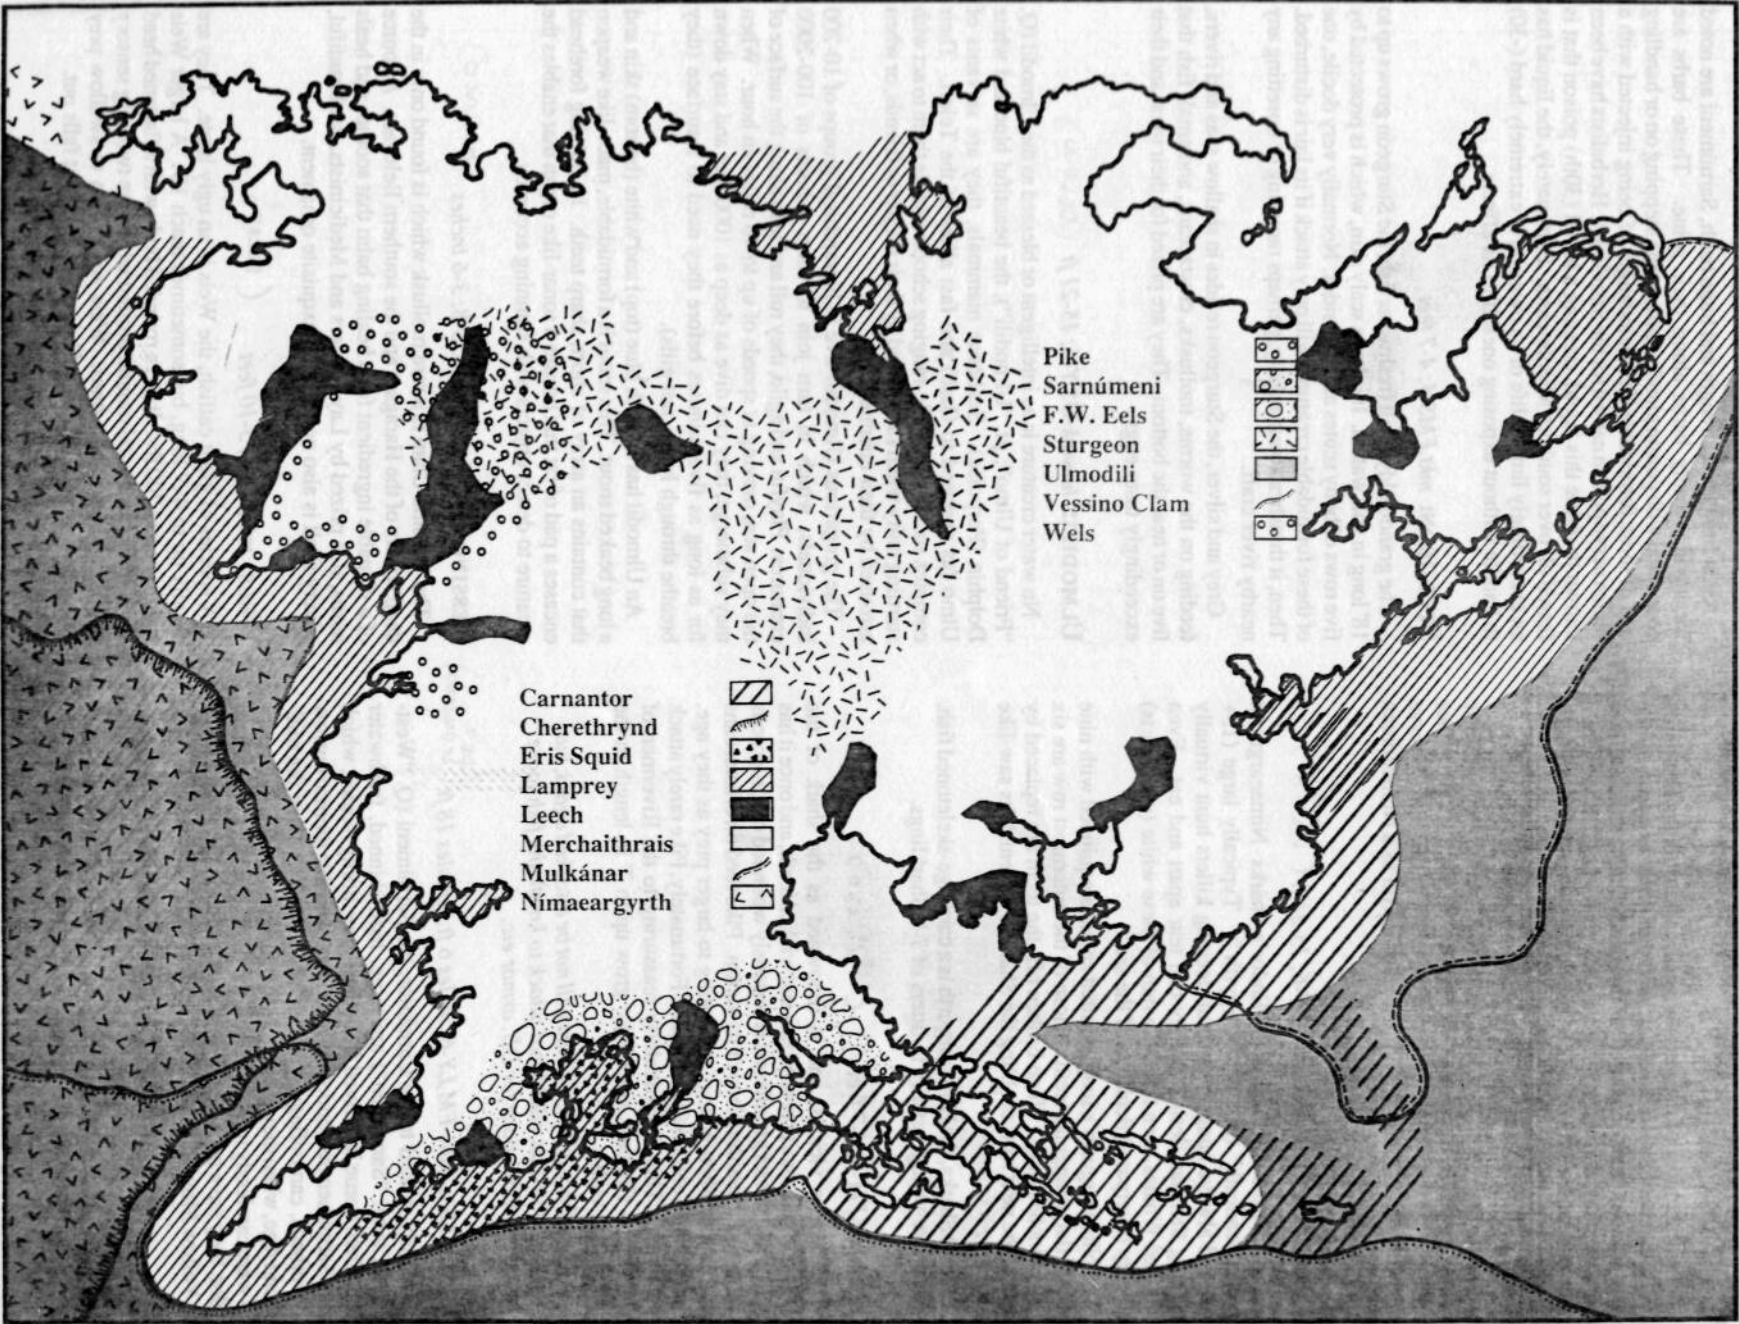 Pike
Sarnúmeni
F.W. Eels
Sturgeon
Ulmodili
Vessino Clam
Wels
Carnantor
Cherethrynd
Eris Squid
Lamprey
Leech
Merchaithrais
Mulkánar
Nímaeargyrth